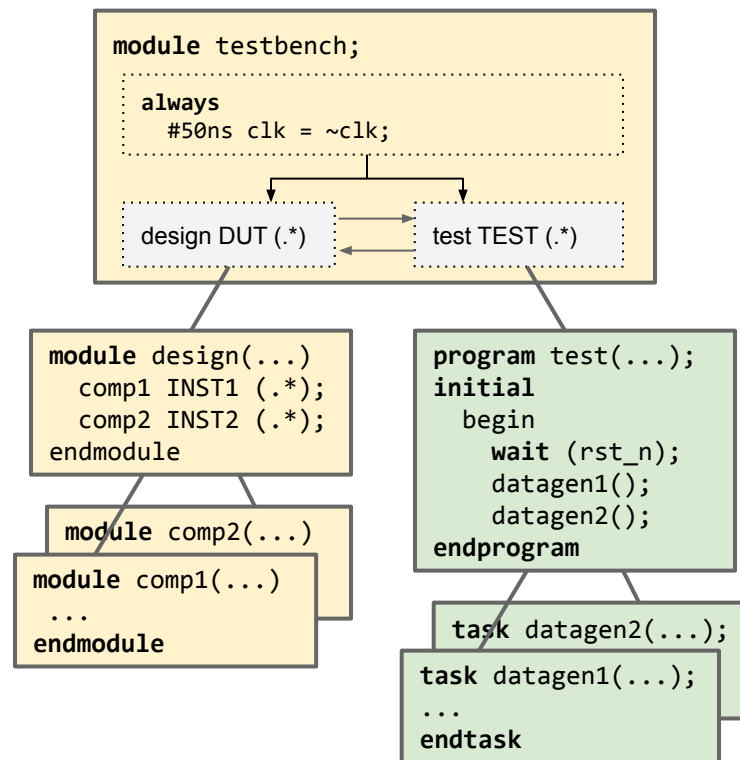 module testbench;
always
#50ns clk = ~clk;
design DUT (.*)
test TEST (.*)
module design(...)
comp1 INST1 (.*);
comp2 INST2 (.*);
endmodule
module comp2(...)
module comp1(...)
...
endmodule
program test(...);
initial
begin
wait (rst_n);
datagen1();
datagen2();
endprogram
task datagen2(...);
task datagen1(...);
...
endtask